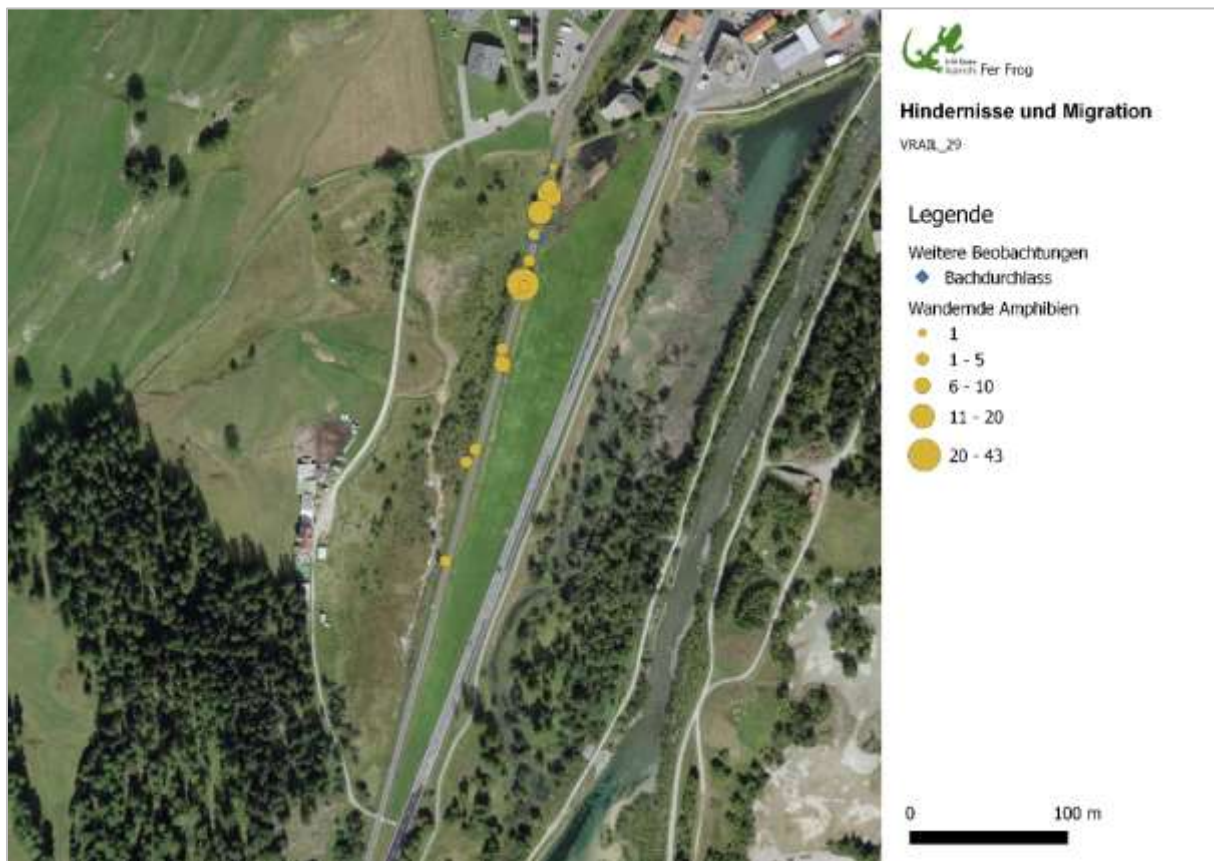 Fer Frog
Hindernisse und Migration
VRAIL_29
Legende
Weitere Beobachtungen
Bachdurchlass
Wandernde Amphibien
1
1 - 5
6 - 10
11 - 20
20 - 43
0 100 m